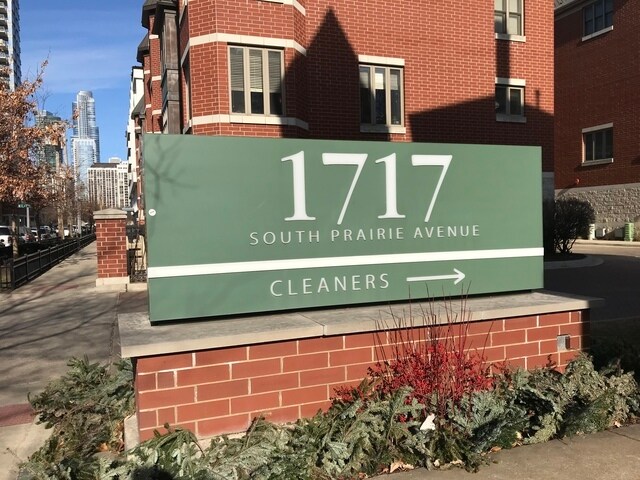 1717
SOUTH PRAIRIE AVENUE
CLEANERS →